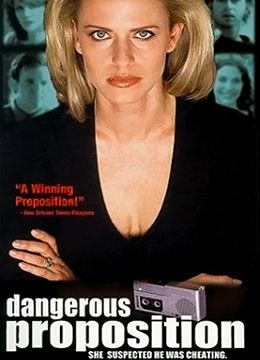 "A Winning
Proposition!"
–New Orleans Times-Picayune
dangerous
proposition
SHE SUSPECTED HE WAS CHEATING.